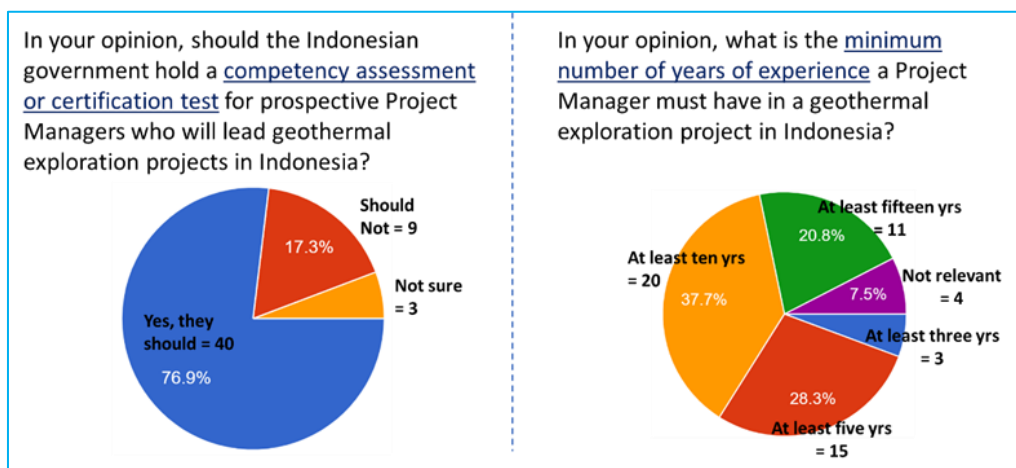 In your opinion, should the Indonesian
government hold a competency assessment
or certification test for prospective Project
Managers who will lead geothermal
exploration projects in Indonesia?
Should
Not = 9
17.3%
Not sure
= 3
Yes, they
should = 40
76.9%
In your opinion, what is the minimum
number of years of experience a Project
Manager must have in a geothermal
exploration project in Indonesia?
At least fifteen yrs
= 11
20.8%
At least ten yrs
= 20
37.7%
Not relevant
= 4
7.5%
At least three yrs
= 3
28.3%
At least five yrs
= 15